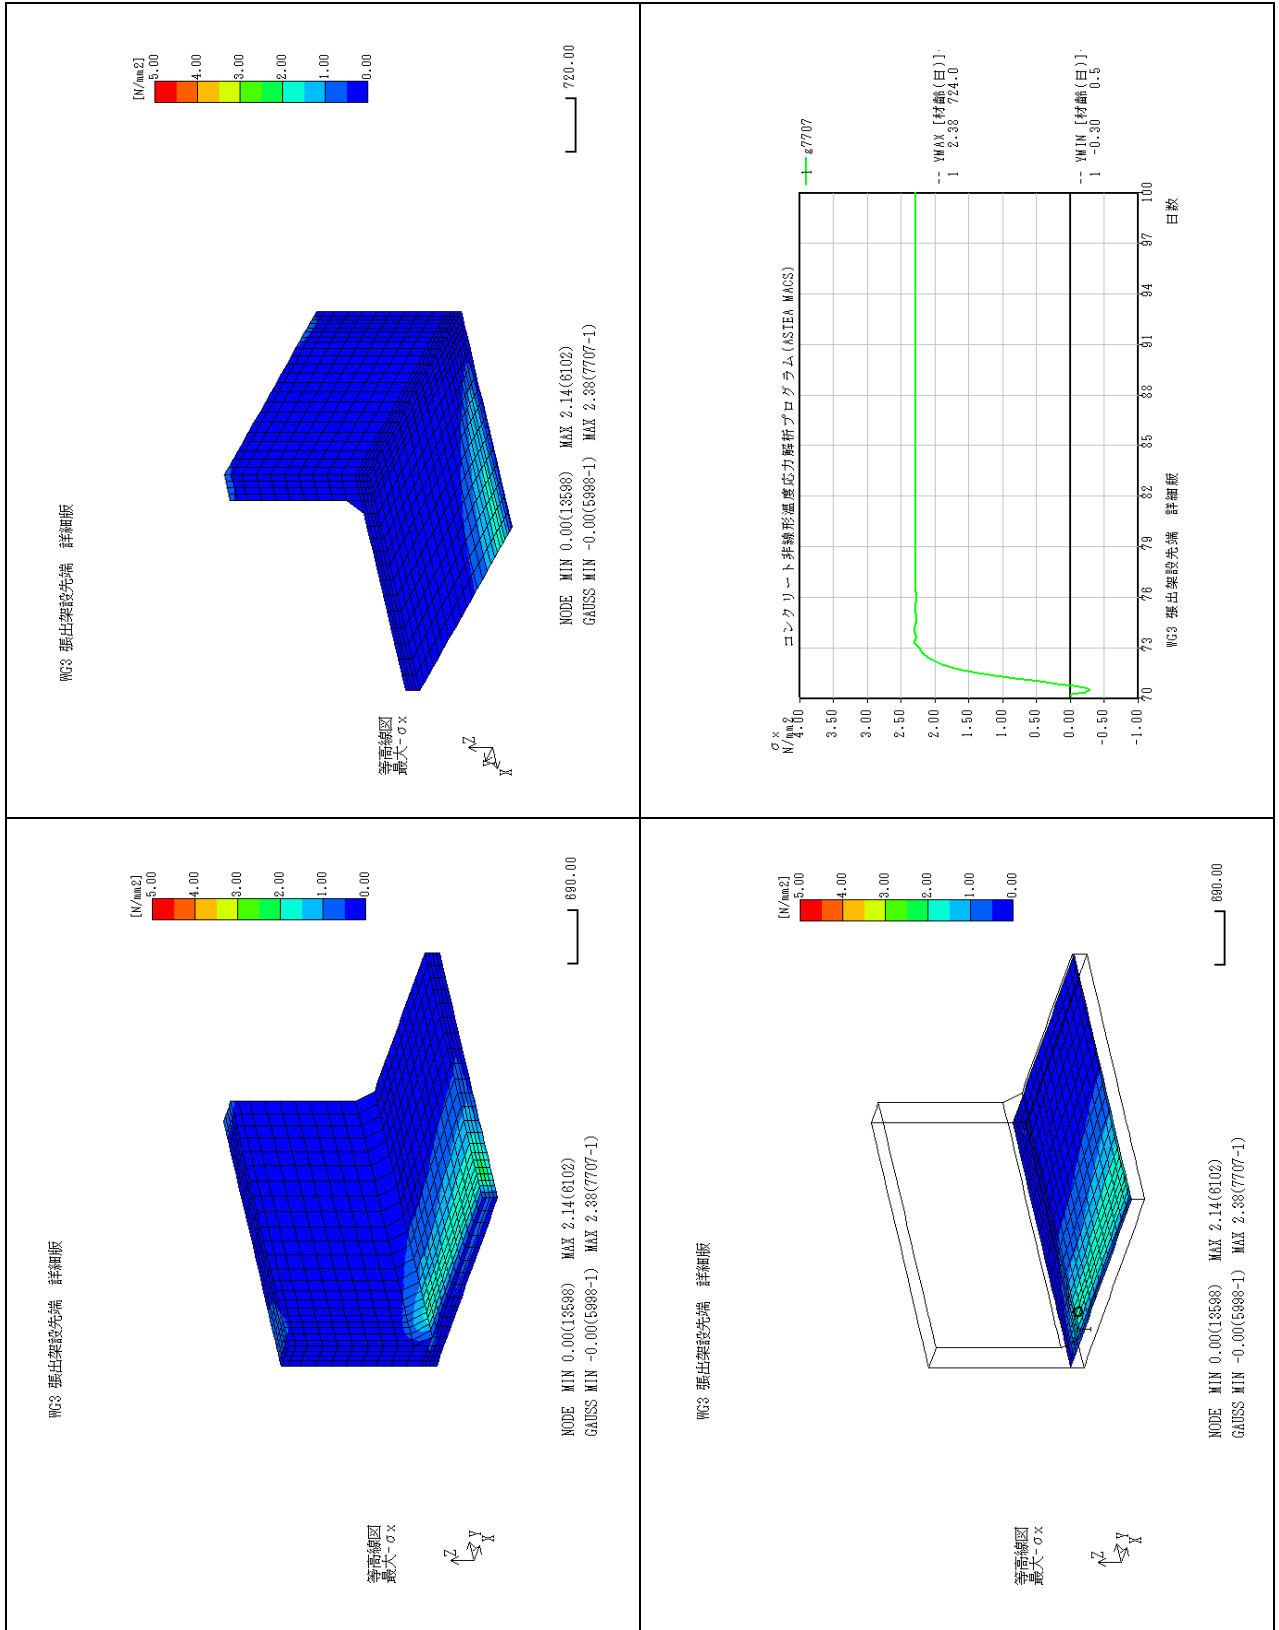 WG3 張出架設先端 詳細版
[N/mm2]
5.00
4.00
3.00
2.00
1.00
0.00
等高線図
最大-σx
Z
Y
X
720.00
NODE MIN 0.00(13598) MAX 2.14(6102)
GAUSS MIN -0.00(5998-1) MAX 2.38(7707-1)
コンクリート非線形温度応力解析プログラム(ASTEA MACS)
σx
N/mm2
4.00
3.50
3.00
2.50
2.00
1.50
1.00
0.50
0.00
-0.50
-1.00
70
73
76
79
82
85
88
91
94
97
100
日数
1 g7707
-- YMAX [材齢(日)]
1 2.38 724.0
-- YMIN [材齢(日)]
1 -0.30 0.5
WG3 張出架設先端 詳細版
WG3 張出架設先端 詳細版
[N/mm2]
5.00
4.00
3.00
2.00
1.00
0.00
等高線図
最大-σx
Z
Y
X
690.00
NODE MIN 0.00(13598) MAX 2.14(6102)
GAUSS MIN -0.00(5998-1) MAX 2.38(7707-1)
WG3 張出架設先端 詳細版
[N/mm2]
5.00
4.00
3.00
2.00
1.00
0.00
1
等高線図
最大-σx
Z
Y
X
690.00
NODE MIN 0.00(13598) MAX 2.14(6102)
GAUSS MIN -0.00(5998-1) MAX 2.38(7707-1)